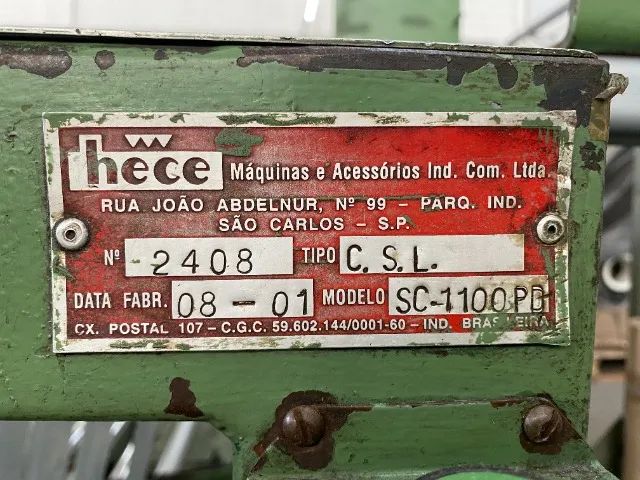 hece Máquinas e Acessórios Ind. Com. Ltda.
RUA JOÃO ABDELNUR, Nº 99 - PARQ. IND.
SÃO CARLOS - S.P.
Nº 2408 TIPO C. S. L.
DATA FABR. 08-01 MODELO SC-1100 PD
CX. POSTAL 107 - C.G.C. 59.602.144/0001-60 - IND. BRASILEIRA